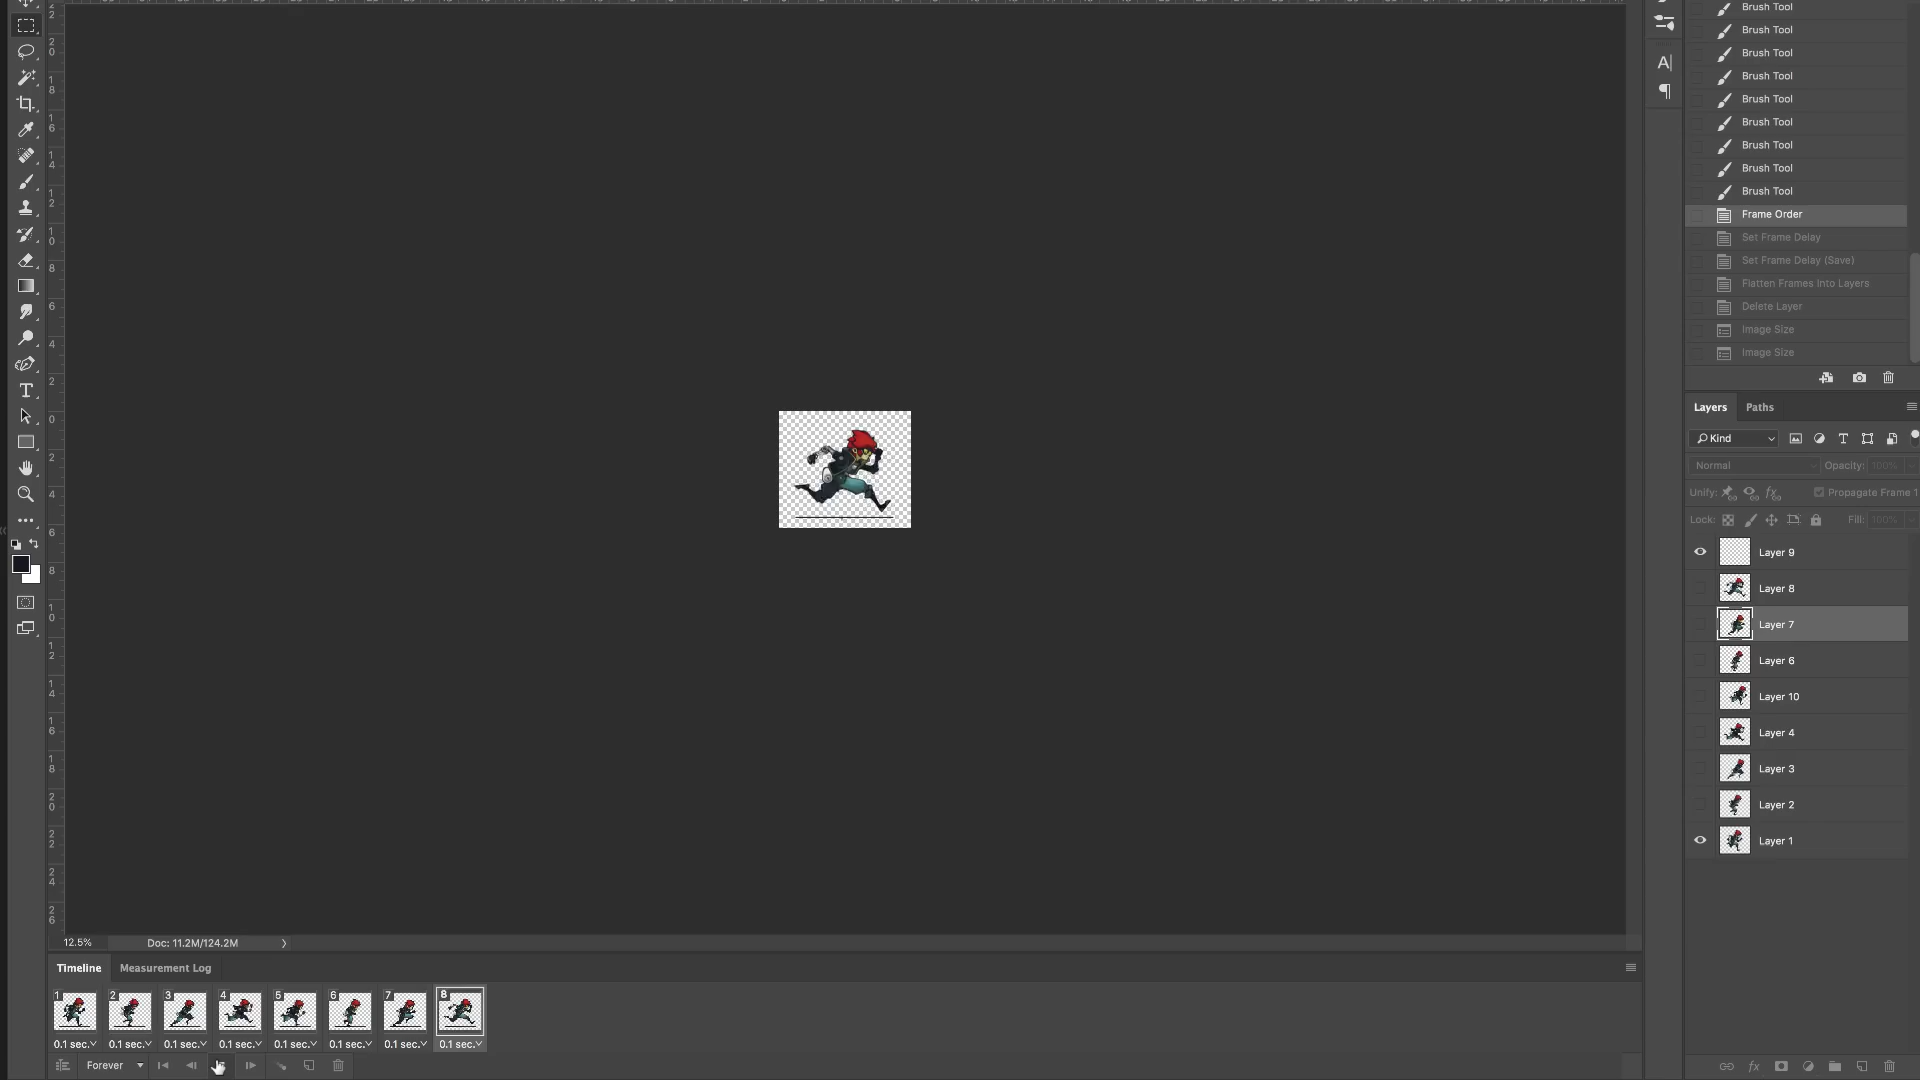 Brush Tool
Brush Tool
Brush Tool
Brush Tool
Brush Tool
Brush Tool
Brush Tool
Brush Tool
Brush Tool
Frame Order
Set Frame Delay
Set Frame Delay (Save)
Flatten Frames Into Layers
Delete Layer
Image Size
Image Size
Layers Paths
Kind
Normal Opacity: 100%
Unify: Propagate Frame 1
Lock: Fill: 100%
Layer 9
Layer 8
Layer 7
Layer 6
Layer 10
Layer 4
Layer 3
Layer 2
Layer 1
12.5% Doc: 11.2M/124.2M
Timeline Measurement Log
1 2 3 4 5 6 7 8
0.1 sec. 0.1 sec. 0.1 sec. 0.1 sec. 0.1 sec. 0.1 sec. 0.1 sec. 0.1 sec.
Forever